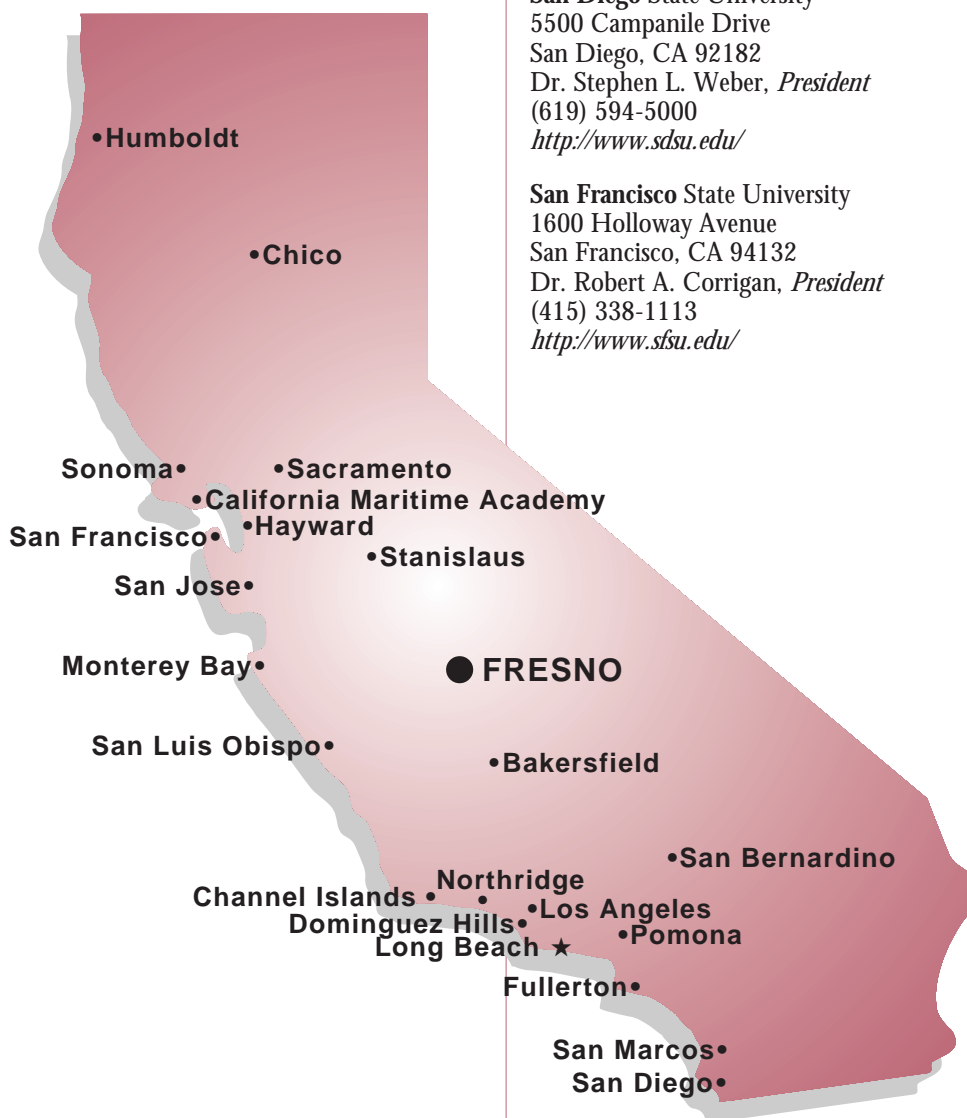 San Diego State University
5500 Campanile Drive
San Diego, CA 92182
Dr. Stephen L. Weber, President
(619) 594-5000
http://www.sdsu.edu/
San Francisco State University
1600 Holloway Avenue
San Francisco, CA 94132
Dr. Robert A. Corrigan, President
(415) 338-1113
http://www.sfsu.edu/
•Humboldt
•Chico
Sonoma•
•Sacramento
•California Maritime Academy
•Hayward
San Francisco•
•Stanislaus
San Jose•
Monterey Bay•
● FRESNO
San Luis Obispo•
•Bakersfield
•San Bernardino
Northridge
•
Channel Islands •
•Los Angeles
Dominguez Hills•
•Pomona
Long Beach ★
Fullerton•
San Marcos•
San Diego•